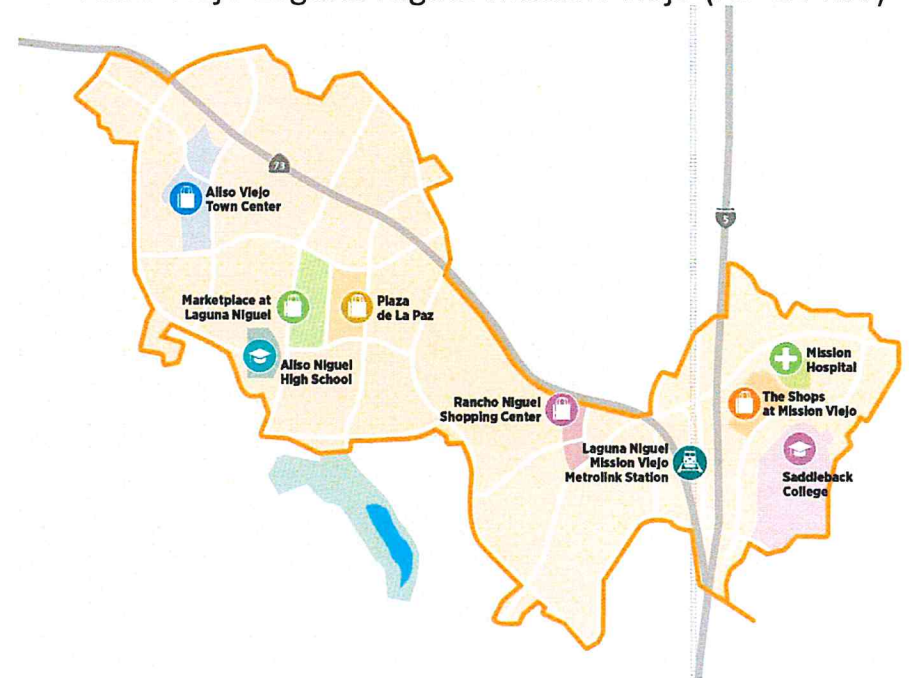 73
5
Aliso Viejo
Town Center
Marketplace at
Laguna Niguel
Plaza
de La Paz
Aliso Niguel
High School
Rancho Niguel
Shopping Center
Laguna Niguel
Mission Viejo
Metrolink Station
Mission
Hospital
The Shops
at Mission Viejo
Saddleback
College